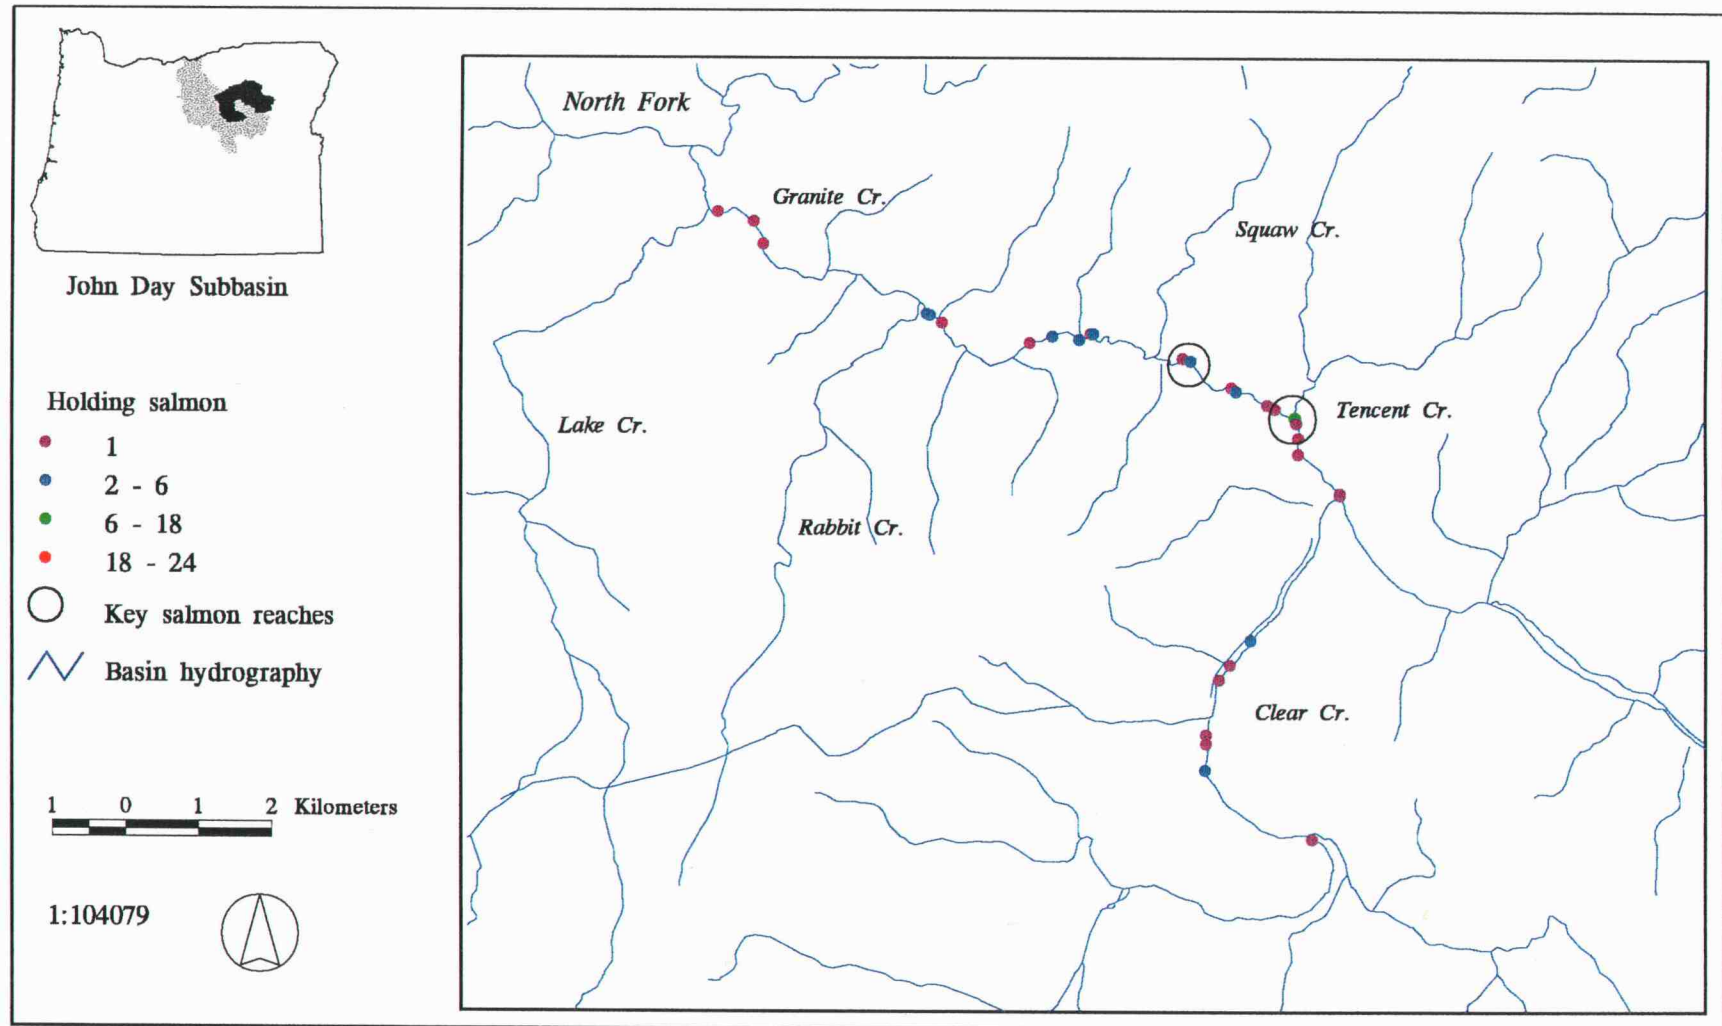 John Day Subbasin
Holding salmon
1
2 - 6
6 - 18
18 - 24
Key salmon reaches
Basin hydrography
1 0 1 2 Kilometers
1:104079
North Fork
Granite Cr.
Squaw Cr.
Lake Cr.
Tencent Cr.
Rabbit Cr.
Clear Cr.